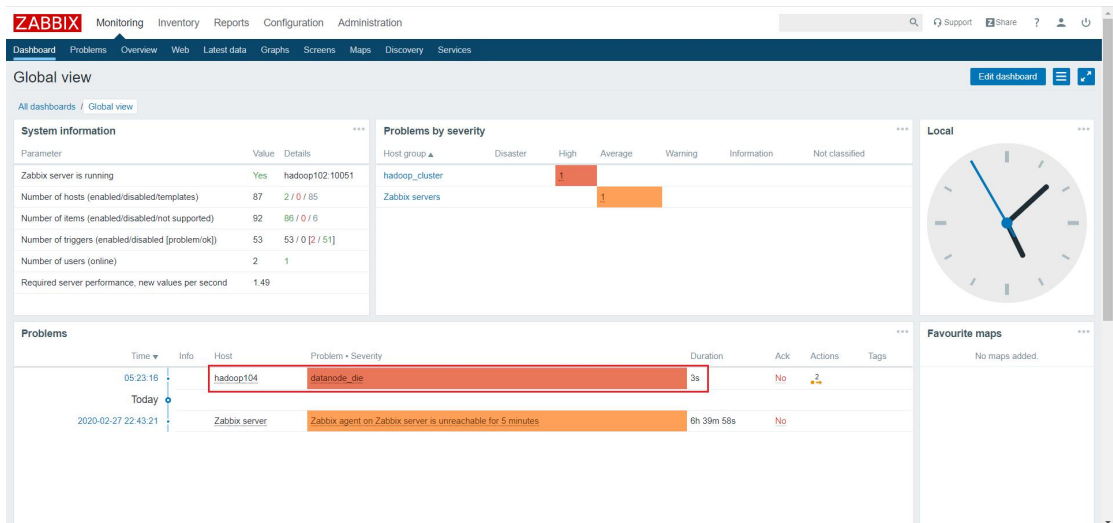 ZABBIX Monitoring Inventory Reports Configuration Administration Support Z Share ?
Dashboard Problems Overview Web Latest data Graphs Screens Maps Discovery Services
Global view Edit dashboard
All dashboards / Global view
System information
Parameter Value Details
Zabbix server is running Yes hadoop102:10051
Number of hosts (enabled/disabled/templates) 87 2 / 0 / 85
Number of items (enabled/disabled/not supported) 92 86 / 0 / 6
Number of triggers (enabled/disabled [problem/ok]) 53 53 / 0 [2 / 51]
Number of users (online) 2 1
Required server performance, new values per second 1.49
Problems by severity
Host group ▲ Disaster High Average Warning Information Not classified
hadoop_cluster 1
Zabbix servers 1
Local
Problems
Time ▼ Info Host Problem • Severity Duration Ack Actions Tags
05:23:16 hadoop104 datanode_die 3s No 2
Today
2020-02-27 22:43:21 Zabbix server Zabbix agent on Zabbix server is unreachable for 5 minutes 6h 39m 58s No
Favourite maps
No maps added.